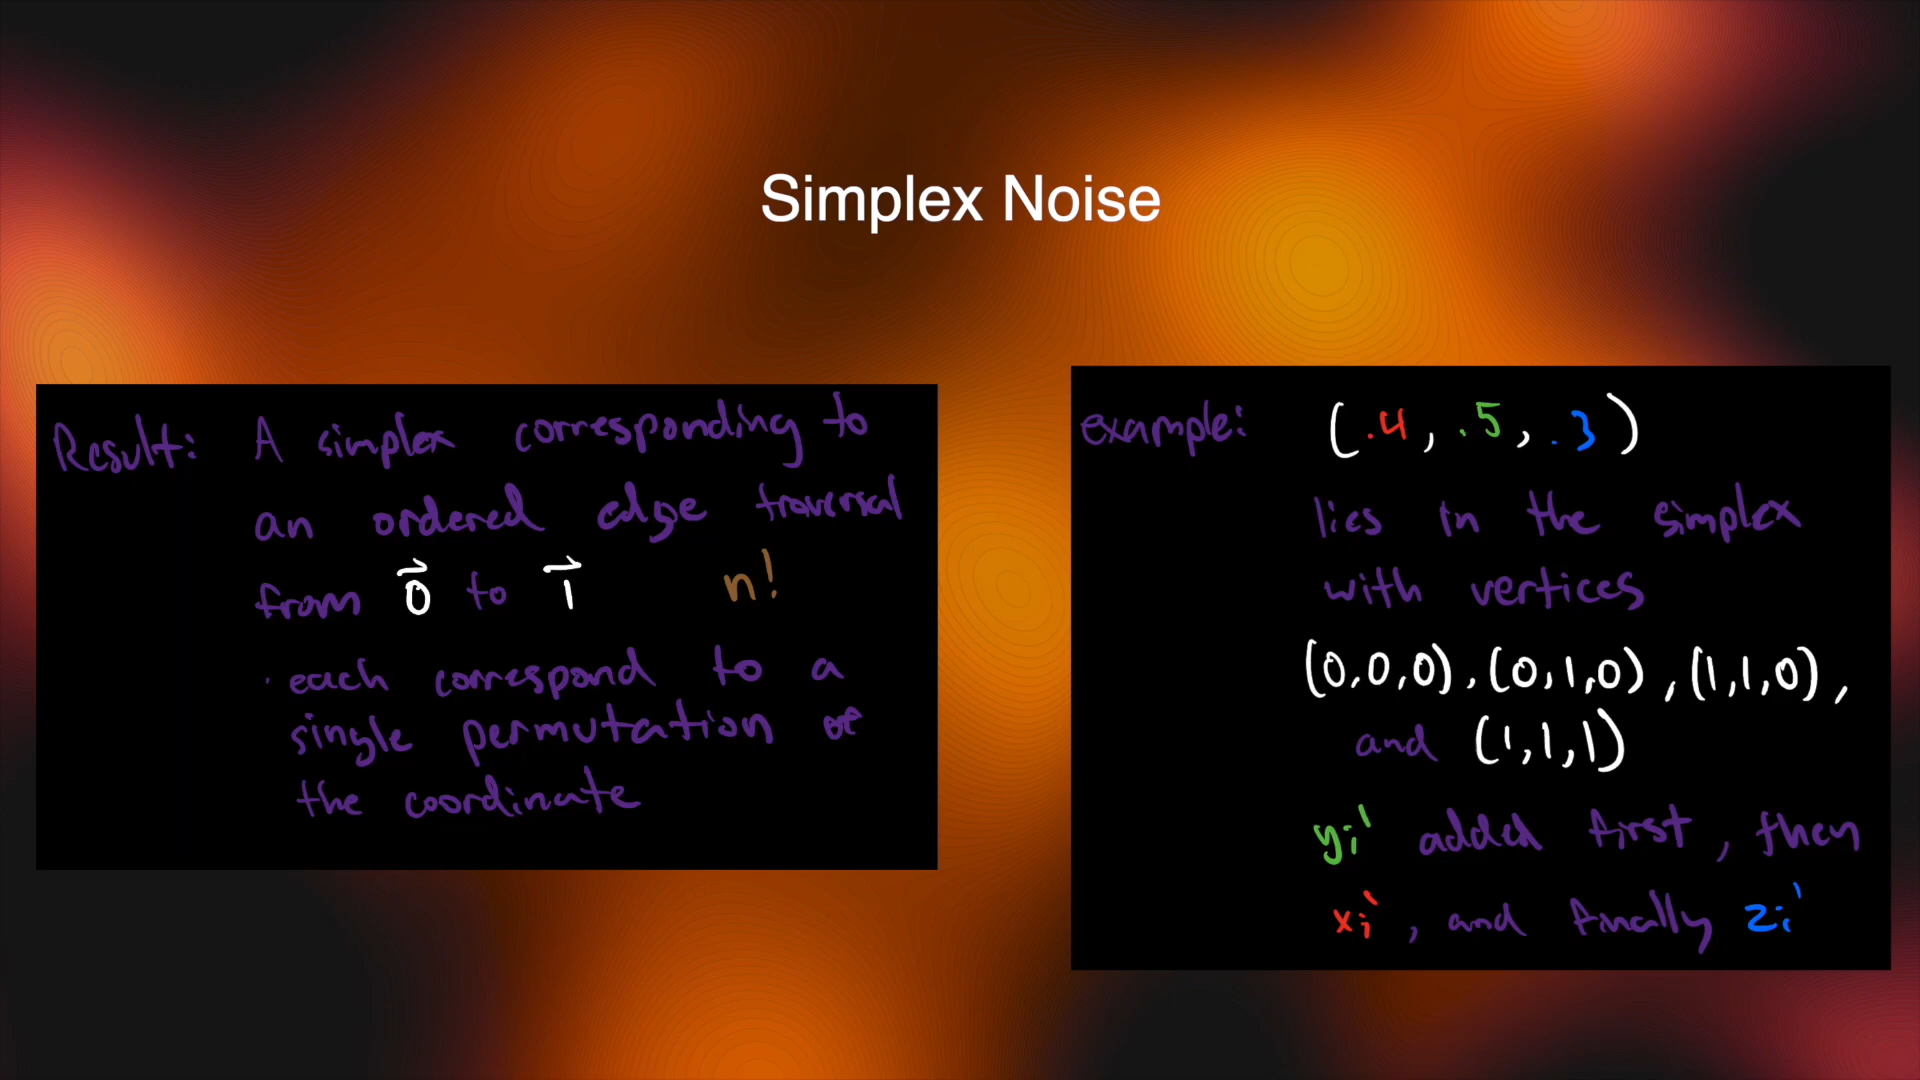 Simplex Noise
Result: A simplex corresponding to
an ordered edge traversal
from 0⃗ to 1⃗ n!
· each correspond to a
single permutation of
the coordinate
example: (.4, .5, .3)
lies in the simplex
with vertices
(0,0,0), (0,1,0), (1,1,0),
and (1,1,1)
yi' added first, then
xi', and finally zi'